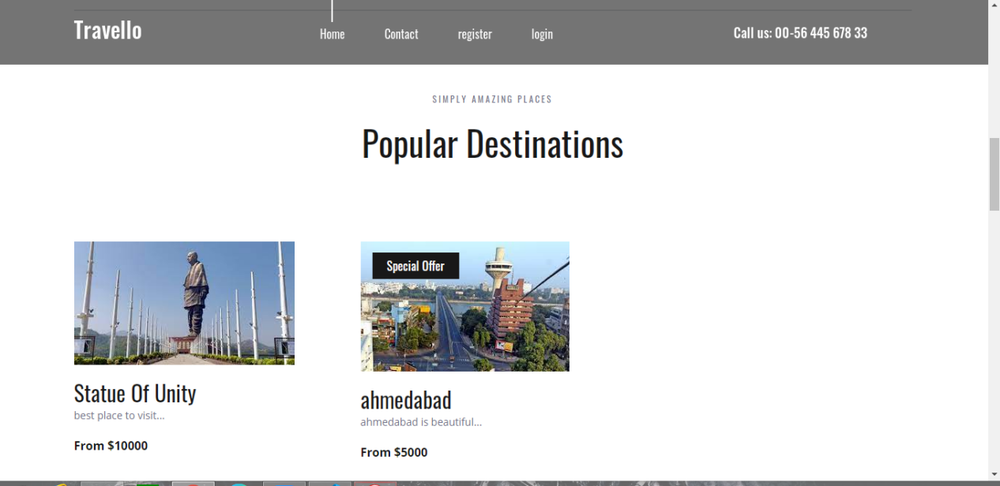 Travello
Home
Contact
register
login
Call us: 00-56 445 678 33
SIMPLY AMAZING PLACES
Popular Destinations
Special Offer
Statue Of Unity
best place to visit...
From $10000
ahmedabad
ahmedabad is beautiful...
From $5000